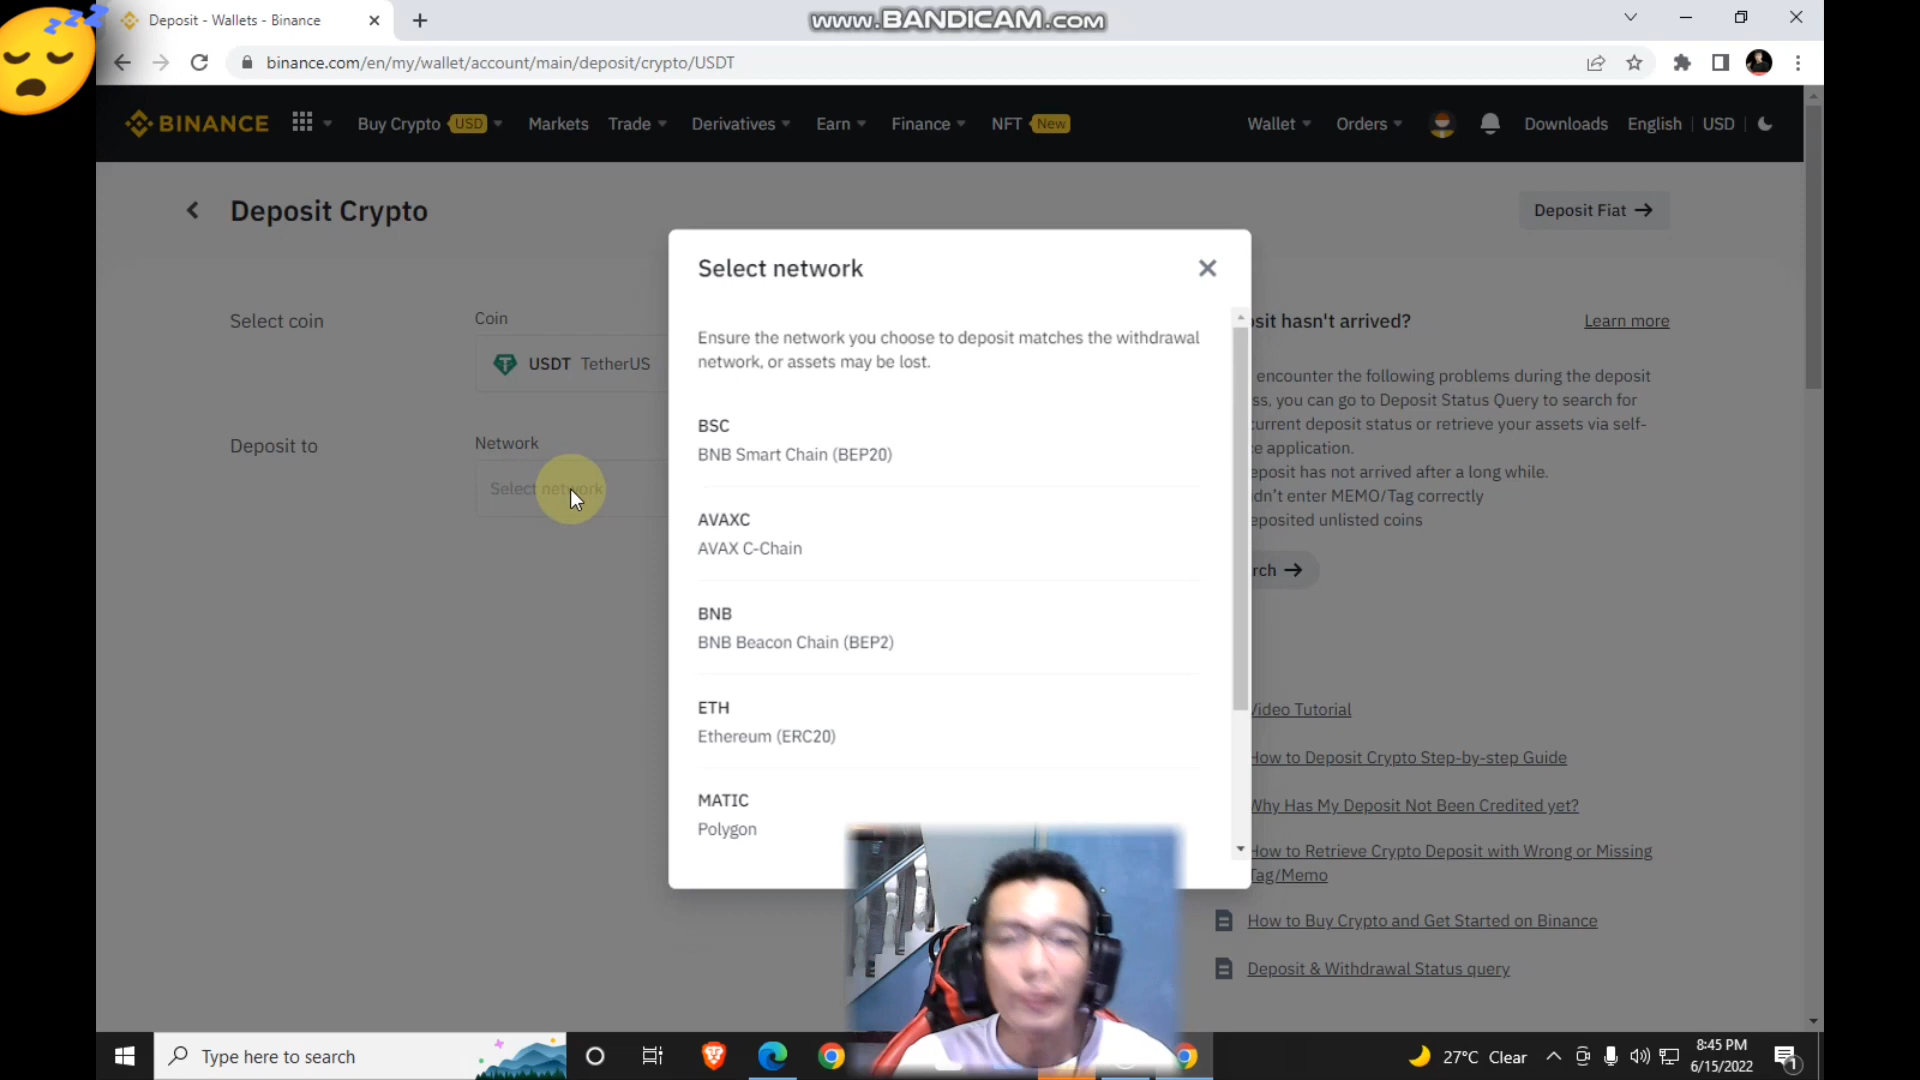 Deposit - Wallets - Binance
www.BANDICAM.com
binance.com/en/my/wallet/account/main/deposit/crypto/USDT
BINANCE
Buy Crypto USD
Markets
Trade
Derivatives
Earn
Finance
NFT New
Wallet
Orders
Downloads
English
USD
Deposit Crypto
Deposit Fiat
Select coin
Coin
USDT TetherUS
Deposit to
Network
Select network
Select network
Ensure the network you choose to deposit matches the withdrawal
network, or assets may be lost.
BSC
BNB Smart Chain (BEP20)
AVAXC
AVAX C-Chain
BNB
BNB Beacon Chain (BEP2)
ETH
Ethereum (ERC20)
MATIC
Polygon
hasn't arrived?
Learn more
encounter the following problems during the deposit
you can go to Deposit Status Query to search for
current deposit status or retrieve your assets via self-
application.
has not arrived after a long while.
enter MEMO/Tag correctly
unlisted coins
Video Tutorial
How to Deposit Crypto Step-by-step Guide
Why Has My Deposit Not Been Credited yet?
How to Retrieve Crypto Deposit with Wrong or Missing
Tag/Memo
How to Buy Crypto and Get Started on Binance
Deposit & Withdrawal Status query
Type here to search
27°C Clear
8:45 PM
6/15/2022
1